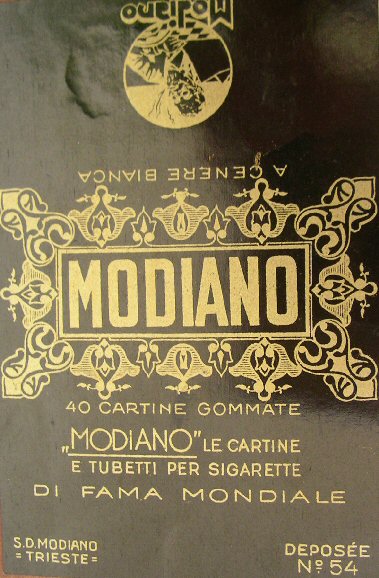 Modiano
A CENERE BIANCA
MODIANO
40 CARTINE GOMMATE
„MODIANO" LE CARTINE
E TUBETTI PER SIGARETTE
DI FAMA MONDIALE
S.D. MODIANO
= TRIESTE =
DEPOSÉE
Nº 54